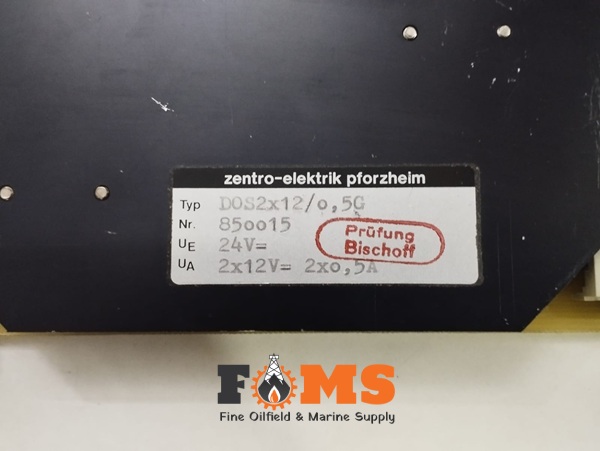 zentro-elektrik pforzheim
Typ DOS2x12/o,5G
Nr. 850015
UE 24V=
UA 2x12V= 2xo,5A
Prüfung
Bischoff
FOMS
Fine Oilfield & Marine Supply